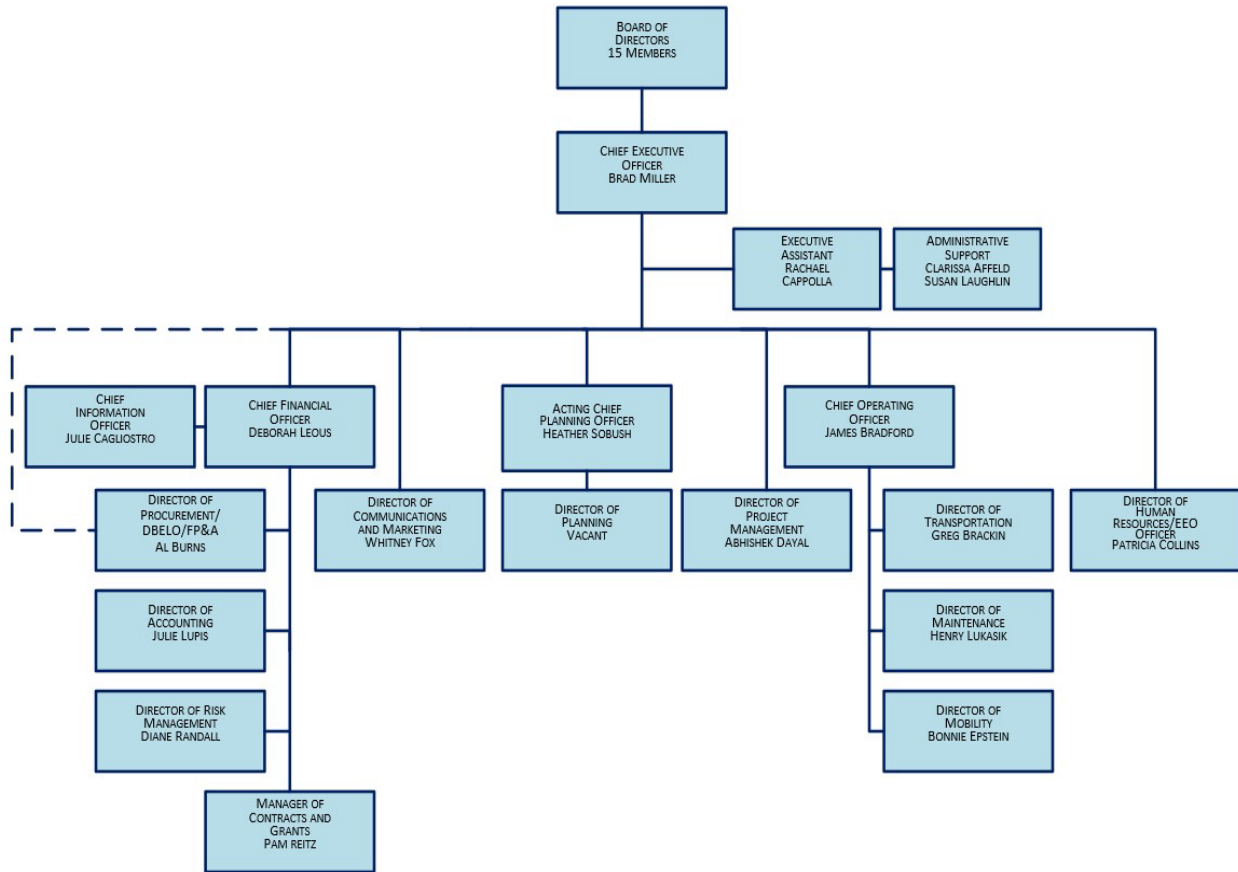 BOARD OF
DIRECTORS
15 MEMBERS
CHIEF EXECUTIVE
OFFICER
BRAD MILLER
EXECUTIVE
ASSISTANT
RACHAEL
CAPPOLLA
ADMINISTRATIVE
SUPPORT
CLARISSA AFFELD
SUSAN LAUGHLIN
CHIEF
INFORMATION
OFFICER
JULIE CAGLIOSTRO
CHIEF FINANCIAL
OFFICER
DEBORAH LEOUS
ACTING CHIEF
PLANNING OFFICER
HEATHER SOBUSH
CHIEF OPERATING
OFFICER
JAMES BRADFORD
DIRECTOR OF
PROCUREMENT/
DBELO/FP&A
AL BURNS
DIRECTOR OF
COMMUNICATIONS
AND MARKETING
WHITNEY FOX
DIRECTOR OF
PLANNING
VACANT
DIRECTOR OF
PROJECT
MANAGEMENT
ABHISHEK DAYAL
DIRECTOR OF
TRANSPORTATION
GREG BRACKIN
DIRECTOR OF
HUMAN
RESOURCES/EEO
OFFICER
PATRICIA COLLINS
DIRECTOR OF
ACCOUNTING
JULIE LUPIS
DIRECTOR OF
MAINTENANCE
HENRY LUKASIK
DIRECTOR OF RISK
MANAGEMENT
DIANE RANDALL
DIRECTOR OF
MOBILITY
BONNIE EPSTEIN
MANAGER OF
CONTRACTS AND
GRANTS
PAM REITZ